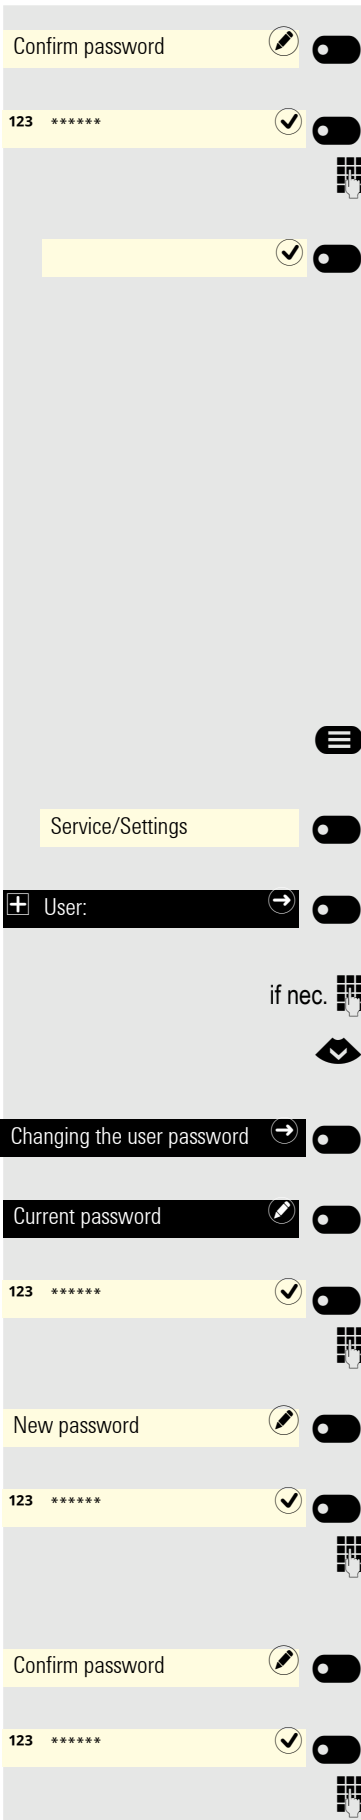 Confirm password
123 ******
Service/Settings
User:
if nec.
Changing the user password
Current password
123 ******
New password
123 ******
Confirm password
123 ******